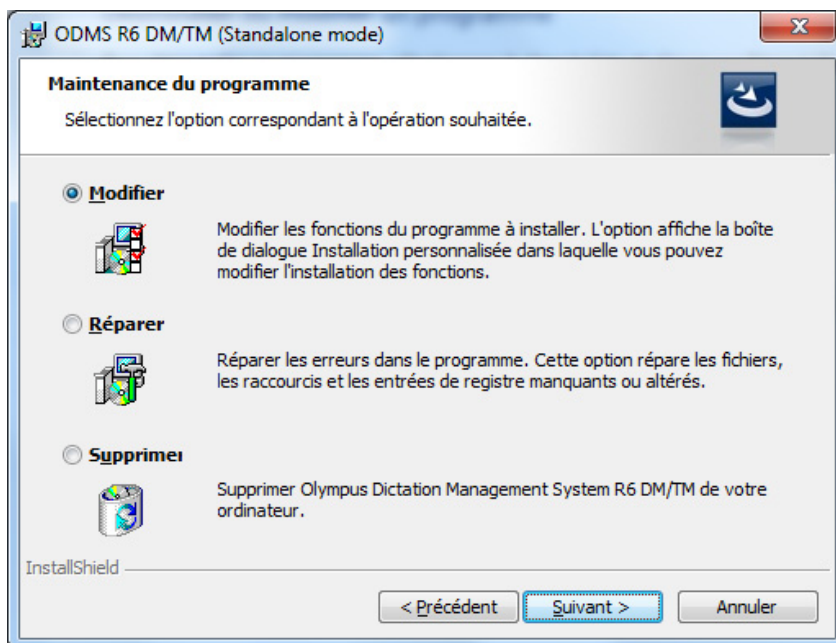 ODMS R6 DM/TM (Standalone mode)
Maintenance du programme
Sélectionnez l'option correspondant à l'opération souhaitée.
Modifier
Modifier les fonctions du programme à installer. L'option affiche la boîte
de dialogue Installation personnalisée dans laquelle vous pouvez
modifier l'installation des fonctions.
Réparer
Réparer les erreurs dans le programme. Cette option répare les fichiers,
les raccourcis et les entrées de registre manquants ou altérés.
Supprimer
Supprimer Olympus Dictation Management System R6 DM/TM de votre
ordinateur.
InstallShield
< Précédent
Suivant >
Annuler